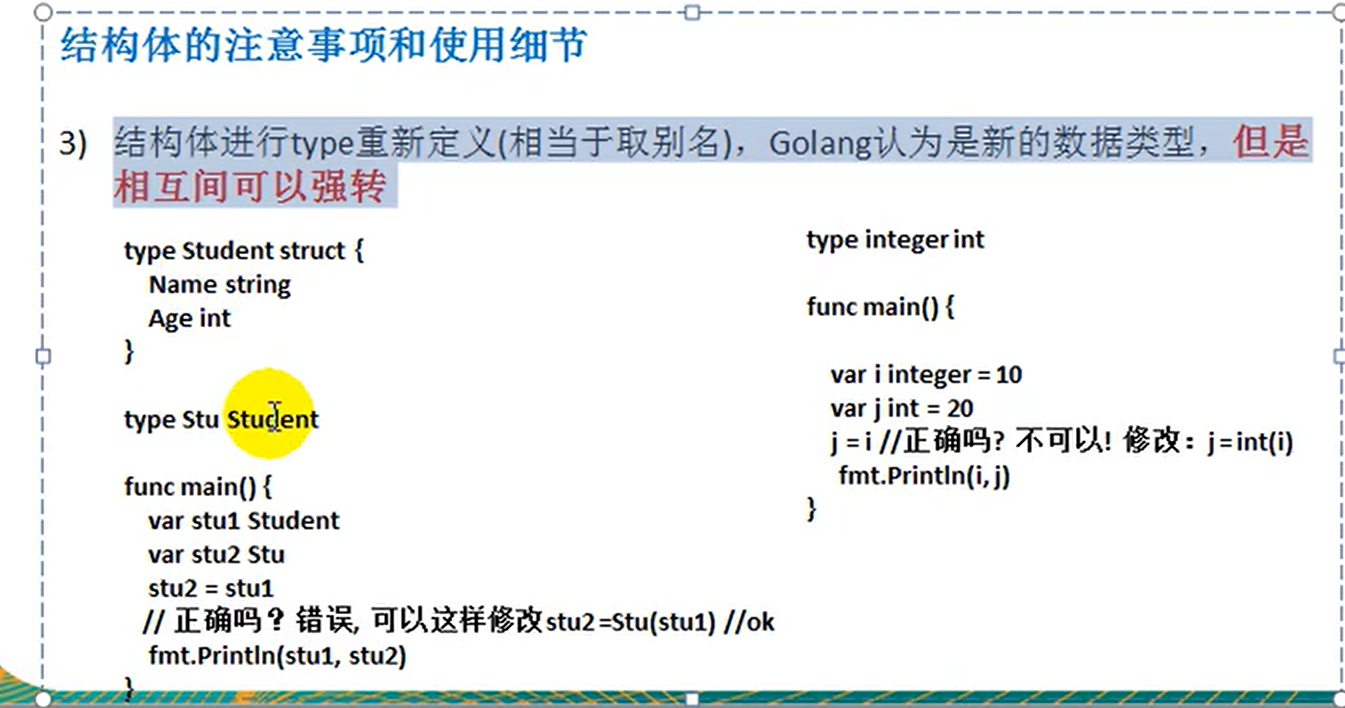 结构体的注意事项和使用细节
3) 结构体进行type重新定义(相当于取别名)，Golang认为是新的数据类型，但是
相互间可以强转
type Student struct {
Name string
Age int
}
type Stu Student
func main() {
var stu1 Student
var stu2 Stu
stu2 = stu1
// 正确吗？错误, 可以这样修改stu2 =Stu(stu1) //ok
fmt.Println(stu1, stu2)
}
type integer int
func main() {
var i integer = 10
var j int = 20
j = i //正确吗? 不可以! 修改：j = int(i)
fmt.Println(i, j)
}